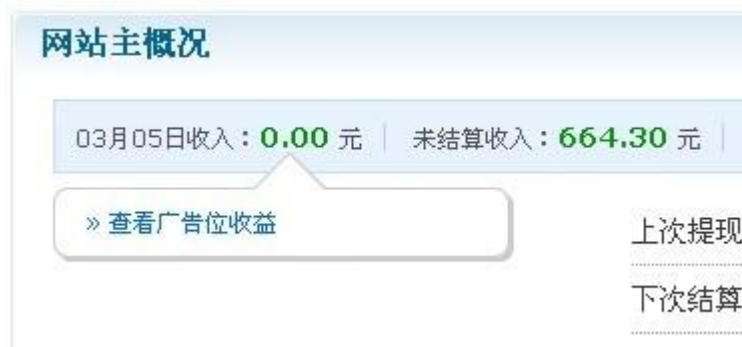 网站主概况
03月05日收入：0.00 元 未结算收入：664.30 元
» 查看广告位收益
上次提现
下次结算